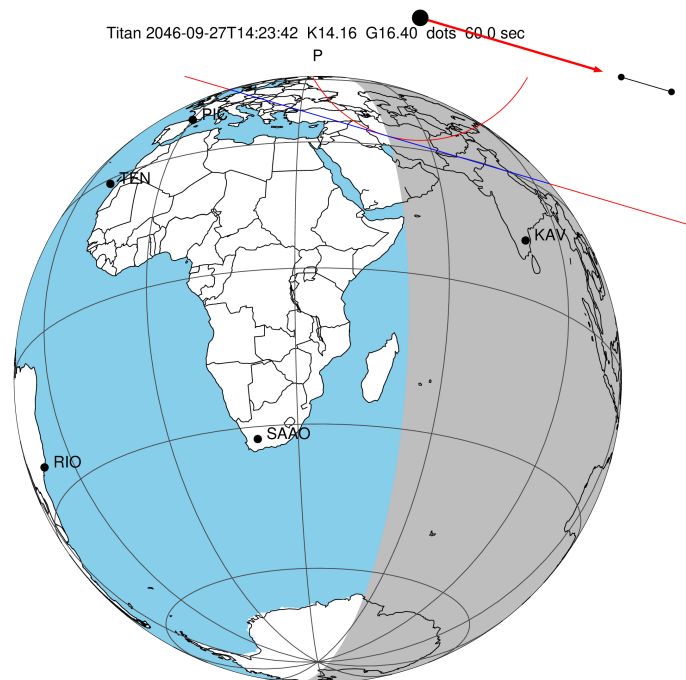 Titan 2046-09-27T14:23:42 K14.16 G16.40 dots 60.0 sec
P
PIC
TEN
KAV
SAAO
RIO